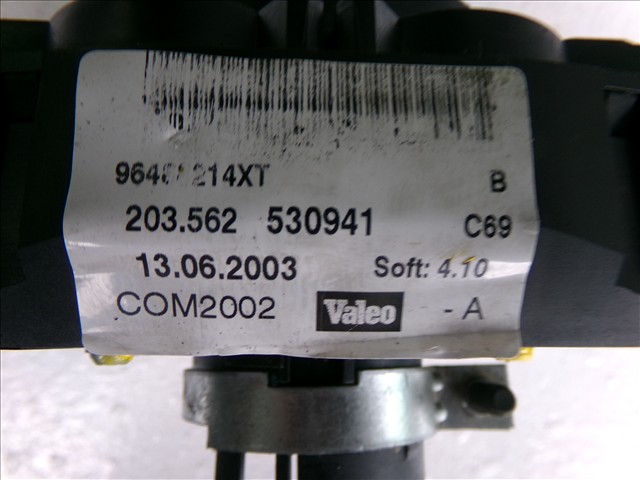 B
203.562 530941 C69
13.06.2003 Soft: 4.10
COM2002 Valeo - A